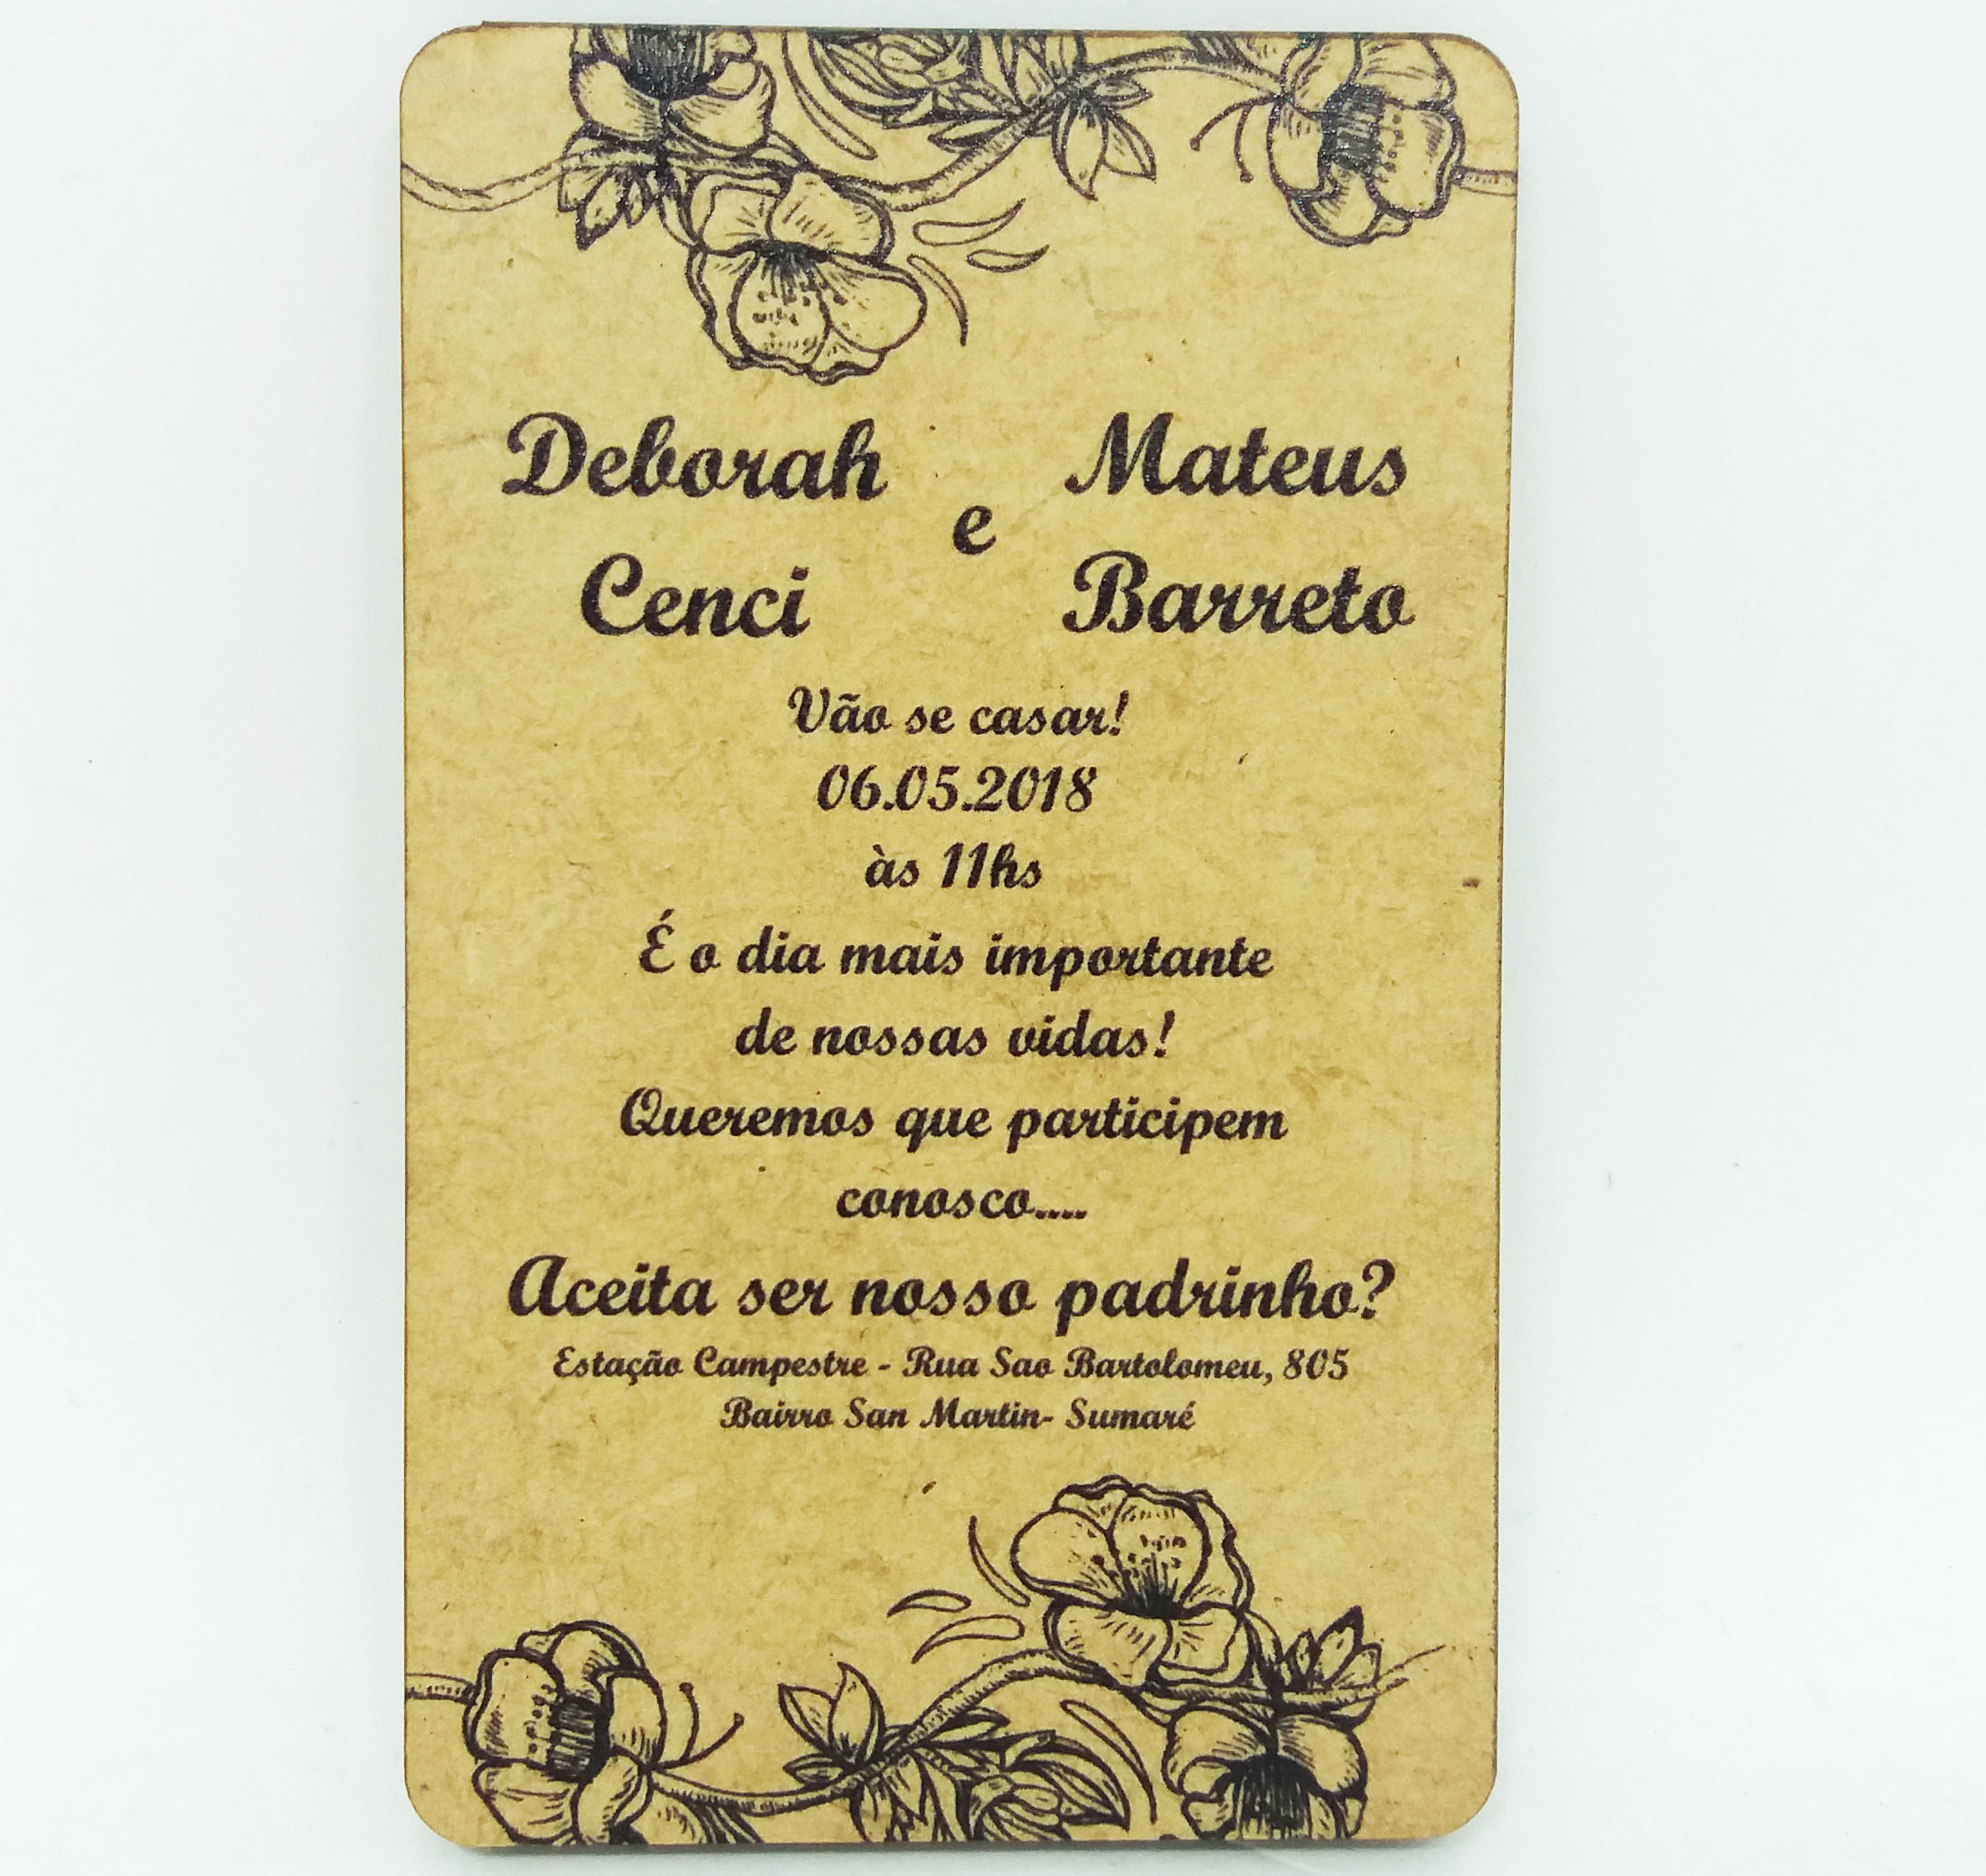 Deborah e Mateus
Cenci Barreto
Vão se casar!
06.05.2018
às 11hs
É o dia mais importante
de nossas vidas!
Queremos que participem
conosco....
Aceita ser nosso padrinho?
Estação Campestre - Rua Sao Bartolomeu, 805
Bairro San Martin- Sumaré